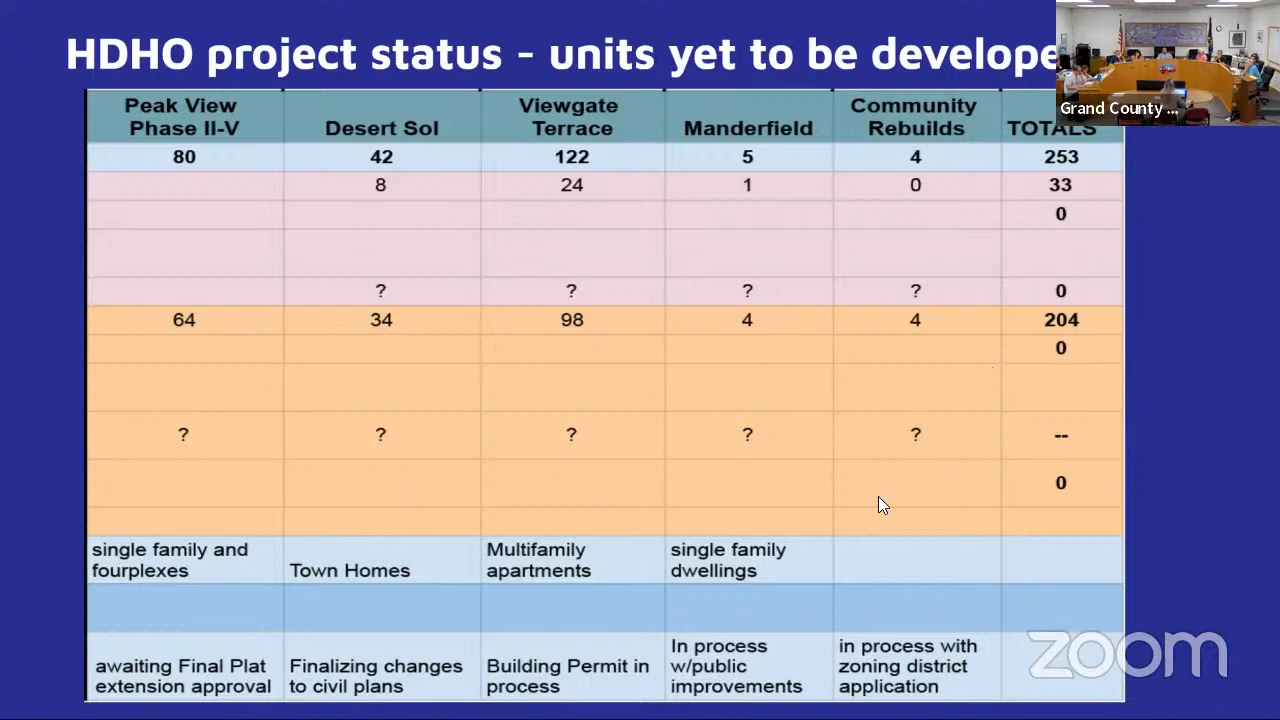 HDHO project status - units yet to be develope
Grand County ...
Peak View Phase II-V Desert Sol Viewgate Terrace Manderfield Community Rebuilds TOTALS
80 42 122 5 4 253
8 24 1 0 33
0
? ? ? ? 0
64 34 98 4 4 204
0
? ? ? ? ? --
0
single family and fourplexes Town Homes Multifamily apartments single family dwellings
awaiting Final Plat extension approval Finalizing changes to civil plans Building Permit in process In process w/public improvements in process with zoning district application
zoom